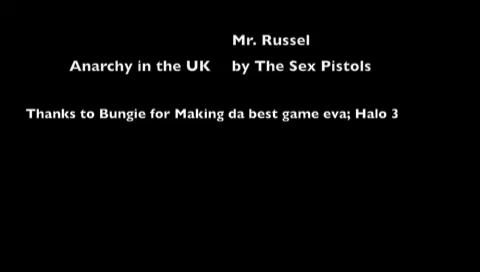 Mr. Russel
Anarchy in the UK by The Sex Pistols
Thanks to Bungie for Making da best game eva; Halo 3